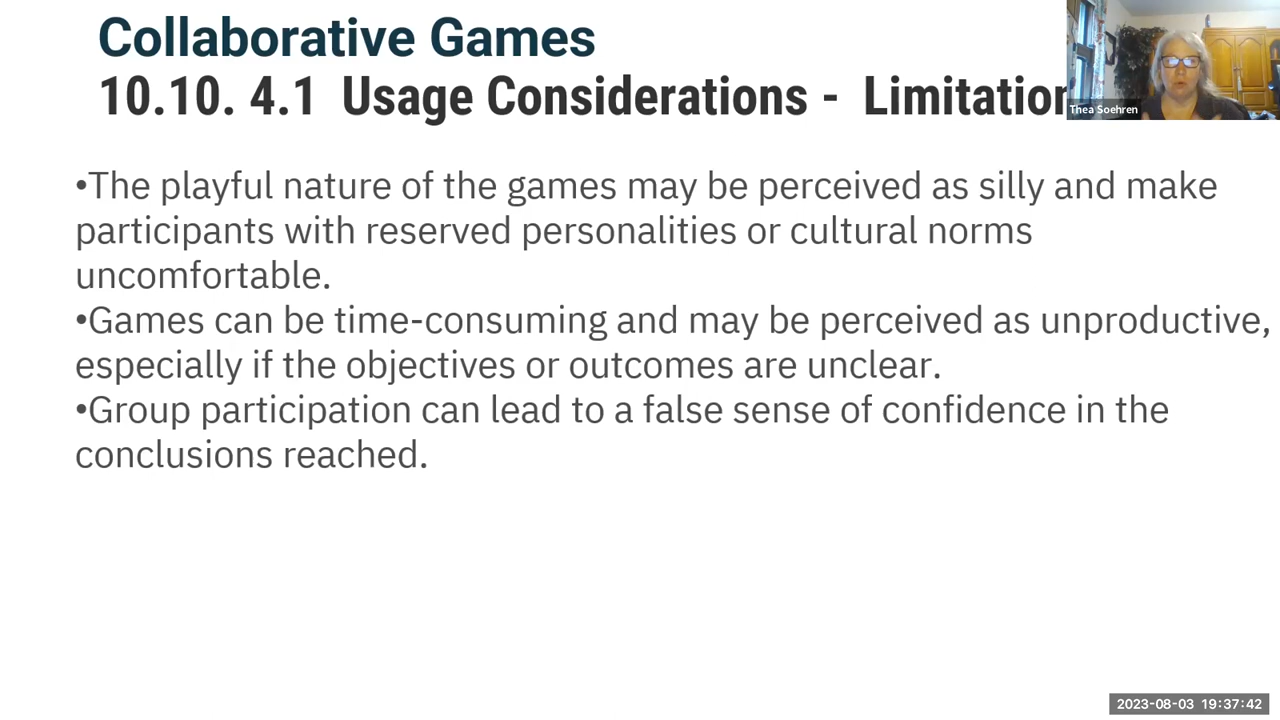 Collaborative Games
10.10. 4.1 Usage Considerations - Limitation
Thea Soehren
•The playful nature of the games may be perceived as silly and make
participants with reserved personalities or cultural norms
uncomfortable.
•Games can be time-consuming and may be perceived as unproductive,
especially if the objectives or outcomes are unclear.
•Group participation can lead to a false sense of confidence in the
conclusions reached.
2023-08-03 19:37:42